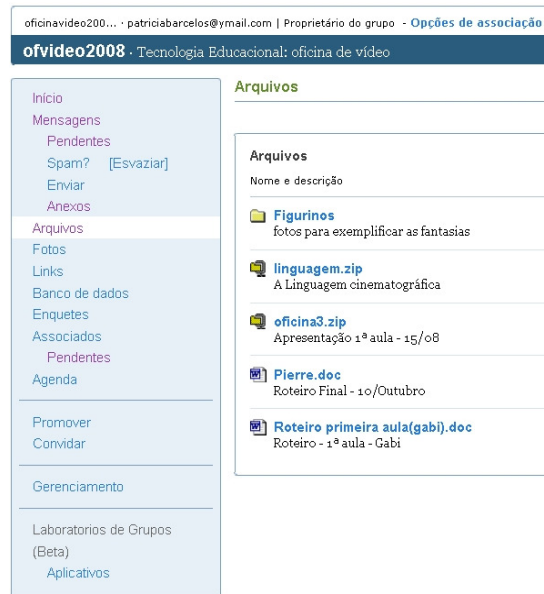 oficinavideo200... · patriciabarcelos@ymail.com | Proprietário do grupo - Opções de associação
ofvideo2008 · Tecnologia Educacional: oficina de vídeo
Início
Mensagens
Pendentes
Spam? [Esvaziar]
Enviar
Anexos
Arquivos
Fotos
Links
Banco de dados
Enquetes
Associados
Pendentes
Agenda
Promover
Convidar
Gerenciamento
Laboratorios de Grupos
(Beta)
Aplicativos
Arquivos
Arquivos
Nome e descrição
Figurinos
fotos para exemplificar as fantasias
linguagem.zip
A Linguagem cinematográfica
oficina3.zip
Apresentação 1ª aula - 15/08
Pierre.doc
Roteiro Final - 10/Outubro
Roteiro primeira aula(gabi).doc
Roteiro - 1ª aula - Gabi